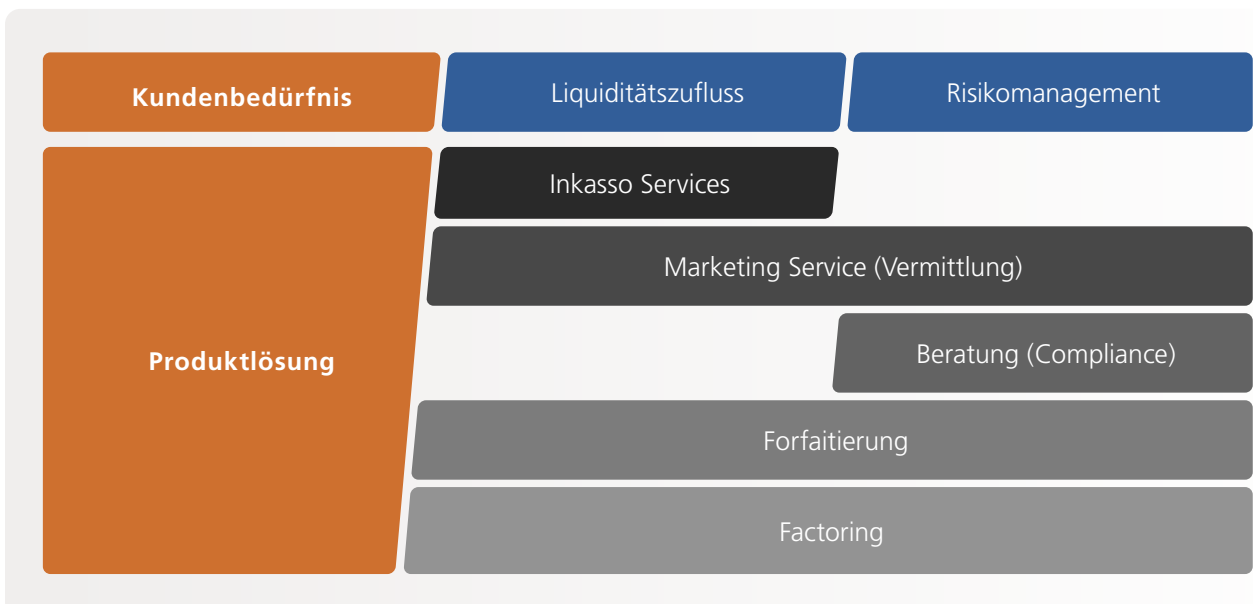 Kundenbedürfnis
Liquiditätszufluss
Risikomanagement
Inkasso Services
Marketing Service (Vermittlung)
Produktlösung
Beratung (Compliance)
Forfaitierung
Factoring